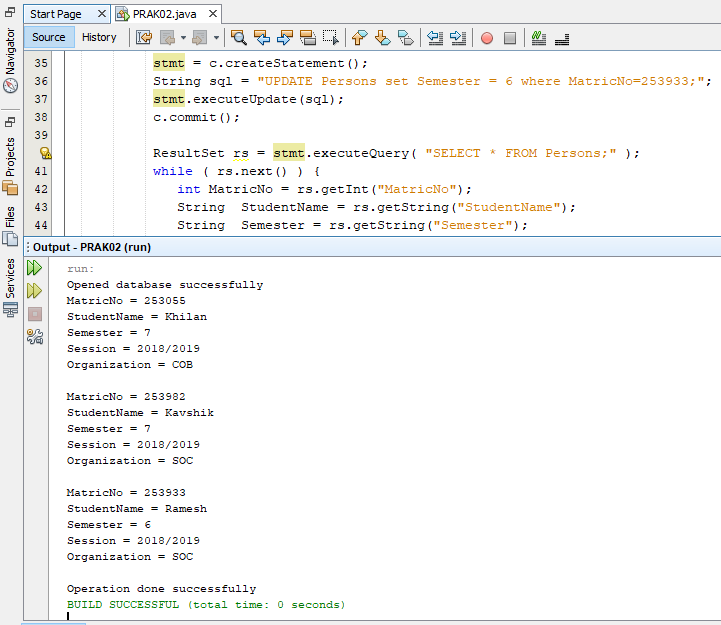 Start Page
PRAK02.java
Source
History
Navigator
Projects
Files
Services
35 stmt = c.createStatement();
36 String sql = "UPDATE Persons set Semester = 6 where MatricNo=253933;";
37 stmt.executeUpdate(sql);
38 c.commit();
39
ResultSet rs = stmt.executeQuery( "SELECT * FROM Persons;" );
41 while ( rs.next() ) {
42 int MatricNo = rs.getInt("MatricNo");
43 String  StudentName = rs.getString("StudentName");
44 String  Semester = rs.getString("Semester");
Output - PRAK02 (run)
run:
Opened database successfully
MatricNo = 253055
StudentName = Khilan
Semester = 7
Session = 2018/2019
Organization = COB
MatricNo = 253982
StudentName = Kavshik
Semester = 7
Session = 2018/2019
Organization = SOC
MatricNo = 253933
StudentName = Ramesh
Semester = 6
Session = 2018/2019
Organization = SOC
Operation done successfully
BUILD SUCCESSFUL (total time: 0 seconds)